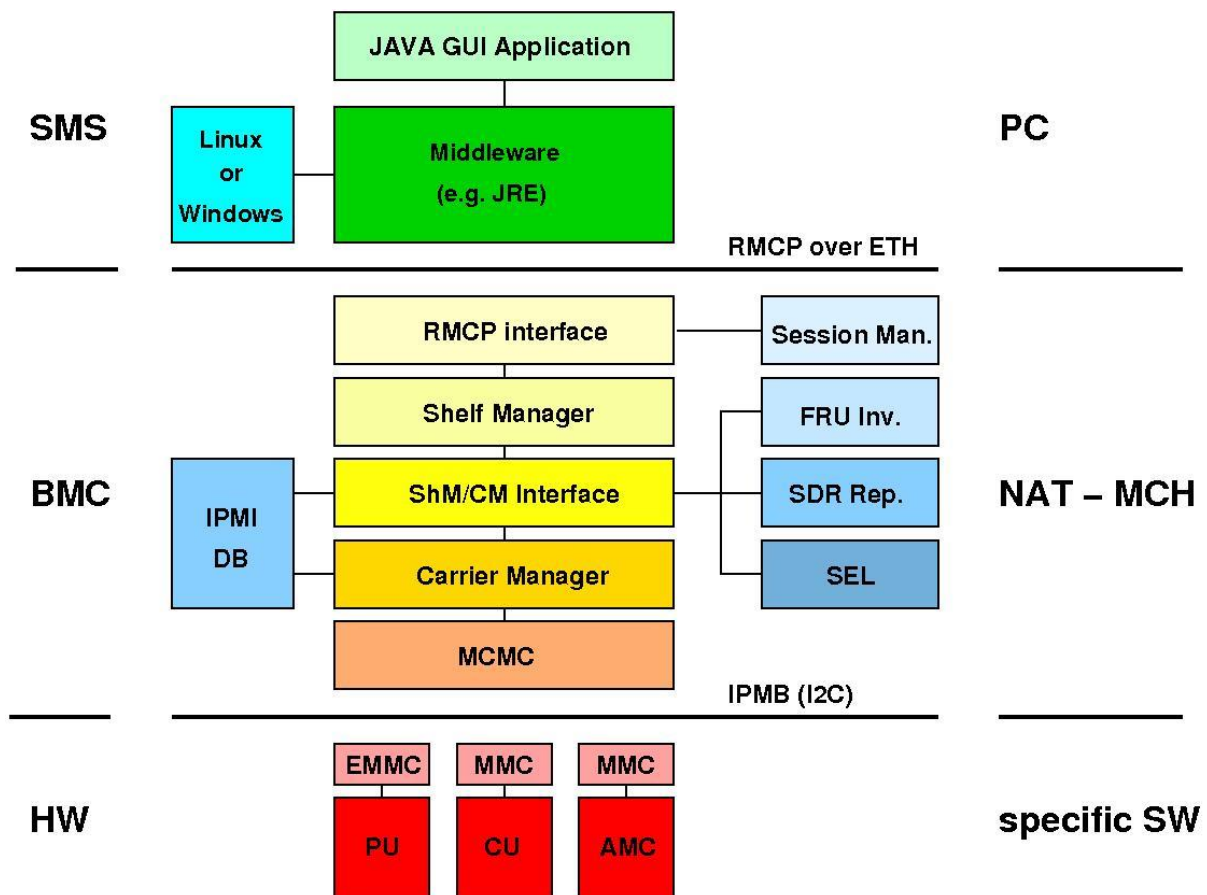 JAVA GUI Application
SMS
Linux
or
Windows
Middleware
(e.g. JRE)
PC
RMCP over ETH
RMCP interface
Session Man.
Shelf Manager
FRU Inv.
BMC
IPMI
DB
ShM/CM Interface
SDR Rep.
NAT – MCH
Carrier Manager
SEL
MCMC
IPMB (I2C)
HW
EMMC
MMC
MMC
PU
CU
AMC
specific SW